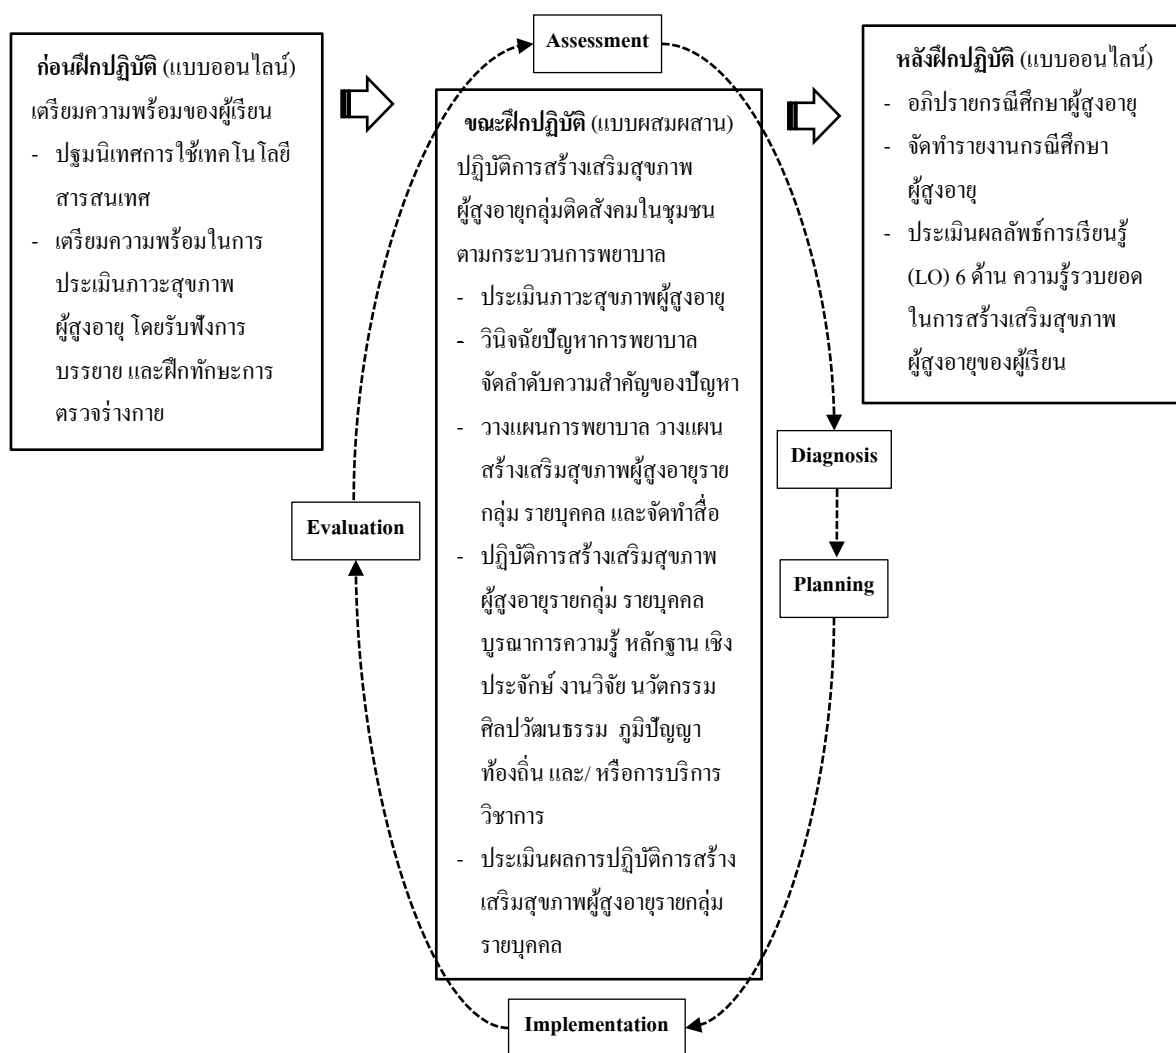 Assessment
ก่อนฝึกปฏิบัติ (แบบออนไลน์)
เตรียมความพร้อมของผู้เรียน
- ปฐมนิเทศการใช้เทคโนโลยี
สารสนเทศ
- เตรียมความพร้อมในการ
ประเมินภาวะสุขภาพ
ผู้สูงอายุ โดยรับฟังการ
บรรยาย และฝึกทักษะการ
ตรวจร่างกาย
ขณะฝึกปฏิบัติ (แบบผสมผสาน)
ปฏิบัติการสร้างเสริมสุขภาพ
ผู้สูงอายุกลุ่มติดสังคมในชุมชน
ตามกระบวนการพยาบาล
- ประเมินภาวะสุขภาพผู้สูงอายุ
- วินิจฉัยปัญหาการพยาบาล
จัดลำดับความสำคัญของปัญหา
- วางแผนการพยาบาล วางแผน
สร้างเสริมสุขภาพผู้สูงอายุราย
กลุ่ม รายบุคคล และจัดทำสื่อ
- ปฏิบัติการสร้างเสริมสุขภาพ
ผู้สูงอายุรายกลุ่ม รายบุคคล
บูรณาการความรู้ หลักฐาน เชิง
ประจักษ์ งานวิจัย นวัตกรรม
ศิลปวัฒนธรรม ภูมิปัญญา
ท้องถิ่น และ/ หรือการบริการ
วิชาการ
- ประเมินผลการปฏิบัติการสร้าง
เสริมสุขภาพผู้สูงอายุรายกลุ่ม
รายบุคคล
หลังฝึกปฏิบัติ (แบบออนไลน์)
- อภิปรายกรณีศึกษาผู้สูงอายุ
- จัดทำรายงานกรณีศึกษา
ผู้สูงอายุ
- ประเมินผลลัพธ์การเรียนรู้
(LO) 6 ด้าน ความรู้รวบยอด
ในการสร้างเสริมสุขภาพ
ผู้สูงอายุของผู้เรียน
Diagnosis
Planning
Implementation
Evaluation